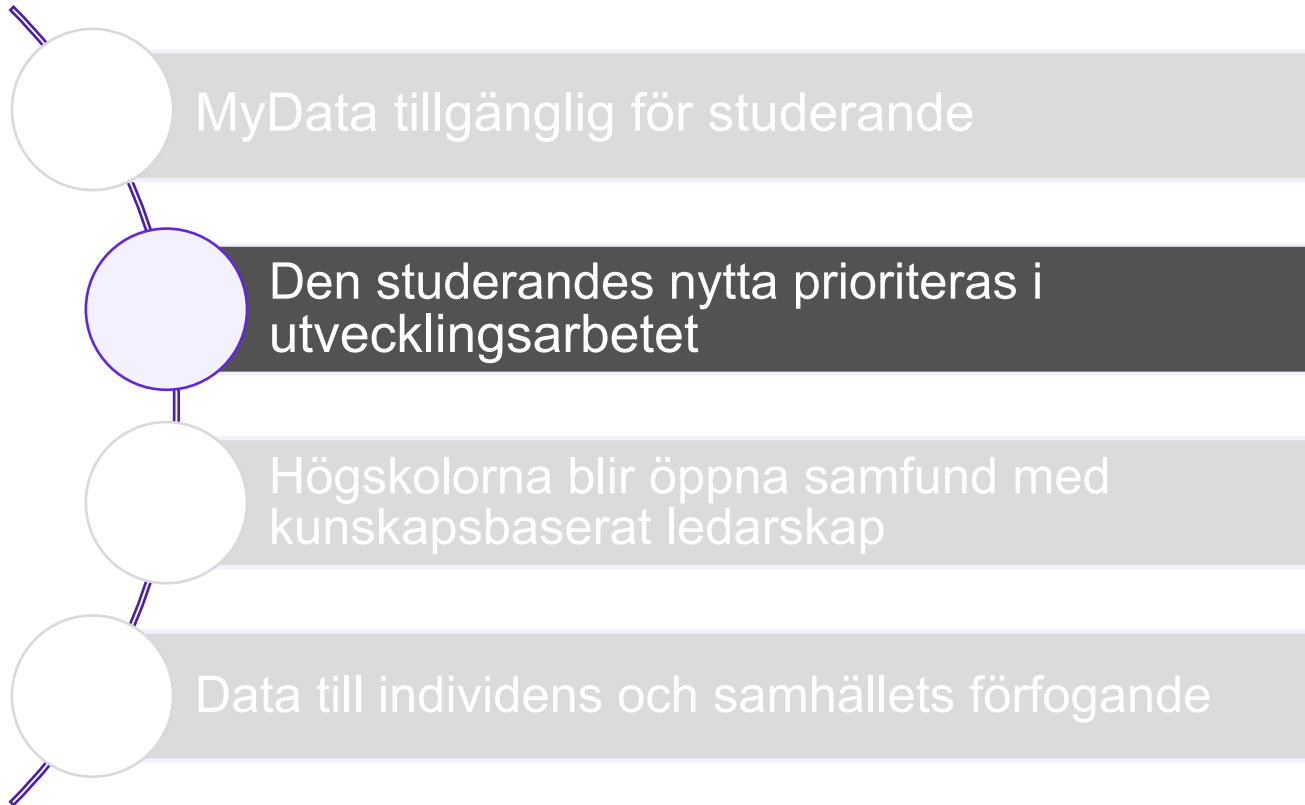 MyData tillgänglig för studerande
Den studerandes nytta prioriteras i
utvecklingsarbetet
Högskolorna blir öppna samfund med
kunskapsbaserat ledarskap
Data till individens och samhällets förfogande